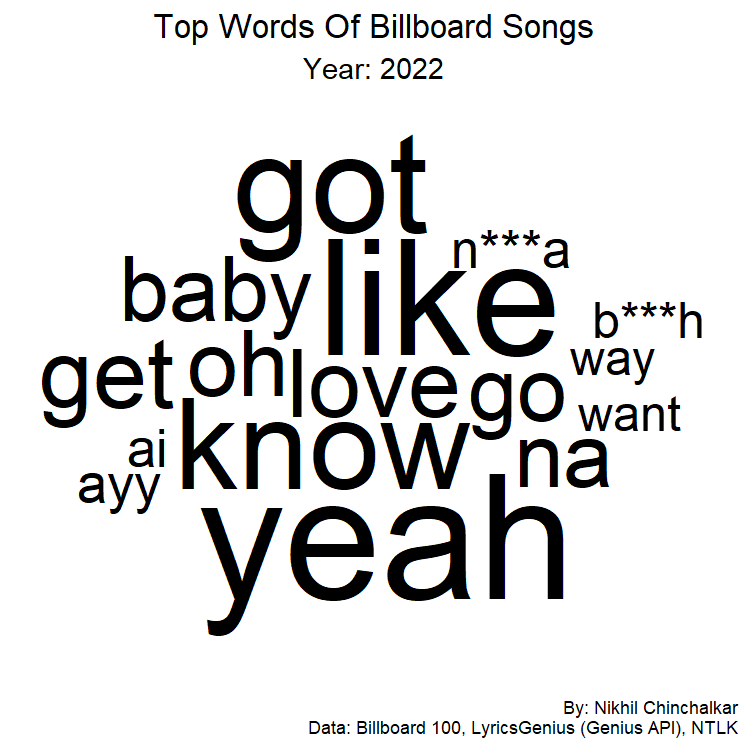 Top Words Of Billboard Songs
Year: 2022
got
n***a
like
baby
b***h
oh
way
get
love
go
want
know
na
ai
ayy
yeah
By: Nikhil Chinchalkar
Data: Billboard 100, LyricsGenius (Genius API), NTLK